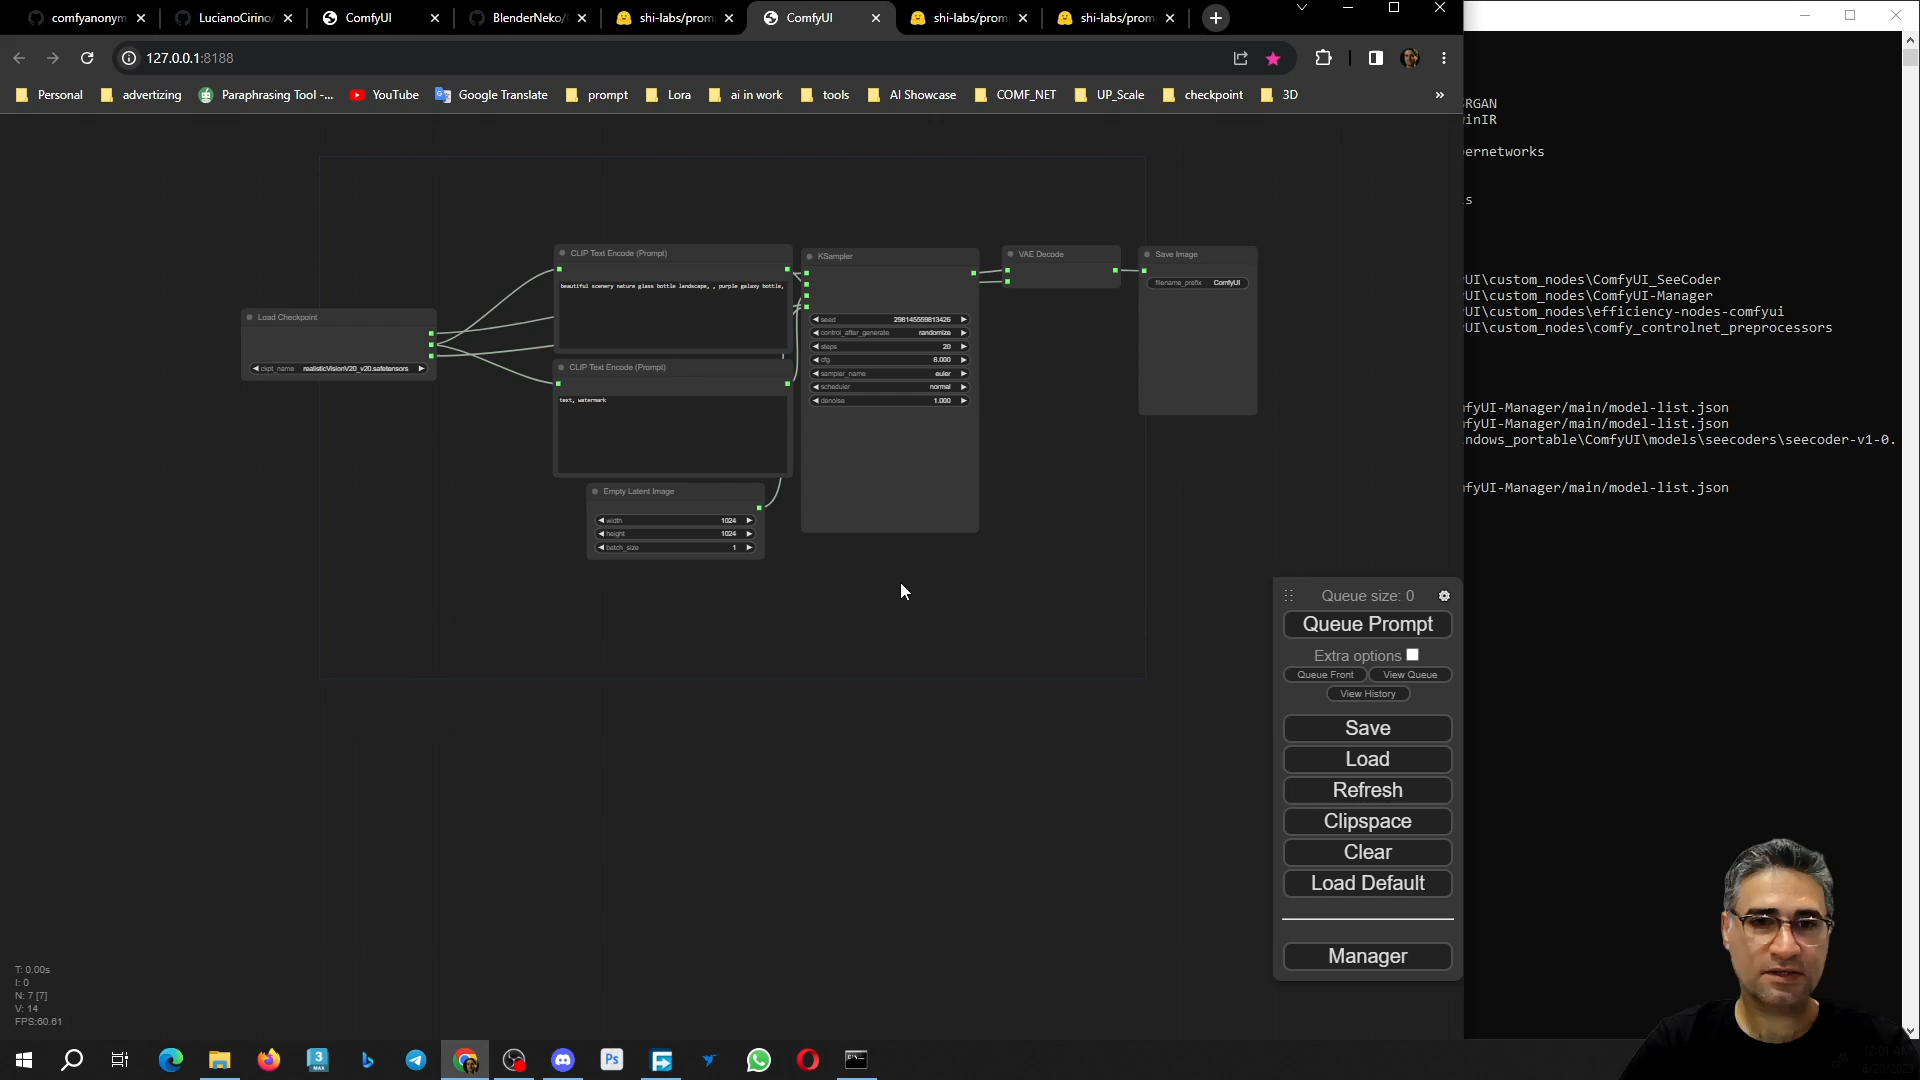 comfyanonym
LucianoCirino/
ComfyUI
BlenderNeko/
shi-labs/prom
ComfyUI
shi-labs/prom
shi-labs/prom
127.0.0.1:8188
Personal
advertizing
Paraphrasing Tool -...
YouTube
Google Translate
prompt
Lora
ai in work
tools
AI Showcase
COMF_NET
UP_Scale
checkpoint
3D
»
Load Checkpoint
ckpt_name realisticVisionV20_v20.safetensors
CLIP Text Encode (Prompt)
beautiful scenery nature glass bottle landscape, , purple galaxy bottle,
CLIP Text Encode (Prompt)
text, watermark
Empty Latent Image
width 1024
height 1024
batch_size 1
KSampler
seed 298145559813426
control_after_generate randomize
steps 20
cfg 8.000
sampler_name euler
scheduler normal
denoise 1.000
VAE Decode
Save Image
filename_prefix ComfyUI
Queue size: 0
Queue Prompt
Extra options
Queue Front
View Queue
View History
Save
Load
Refresh
Clipspace
Clear
Load Default
Manager
T: 0.00s
I: 0
N: 7 [7]
V: 14
FPS:60.61
RGAN
inIR
ernetworks
s
UI\custom_nodes\ComfyUI_SeeCoder
UI\custom_nodes\ComfyUI-Manager
UI\custom_nodes\efficiency-nodes-comfyui
UI\custom_nodes\comfy_controlnet_preprocessors
fyUI-Manager/main/model-list.json
fyUI-Manager/main/model-list.json
ndows_portable\ComfyUI\models\seecoders\seecoder-v1-0.
fyUI-Manager/main/model-list.json
3
MAX
Ps